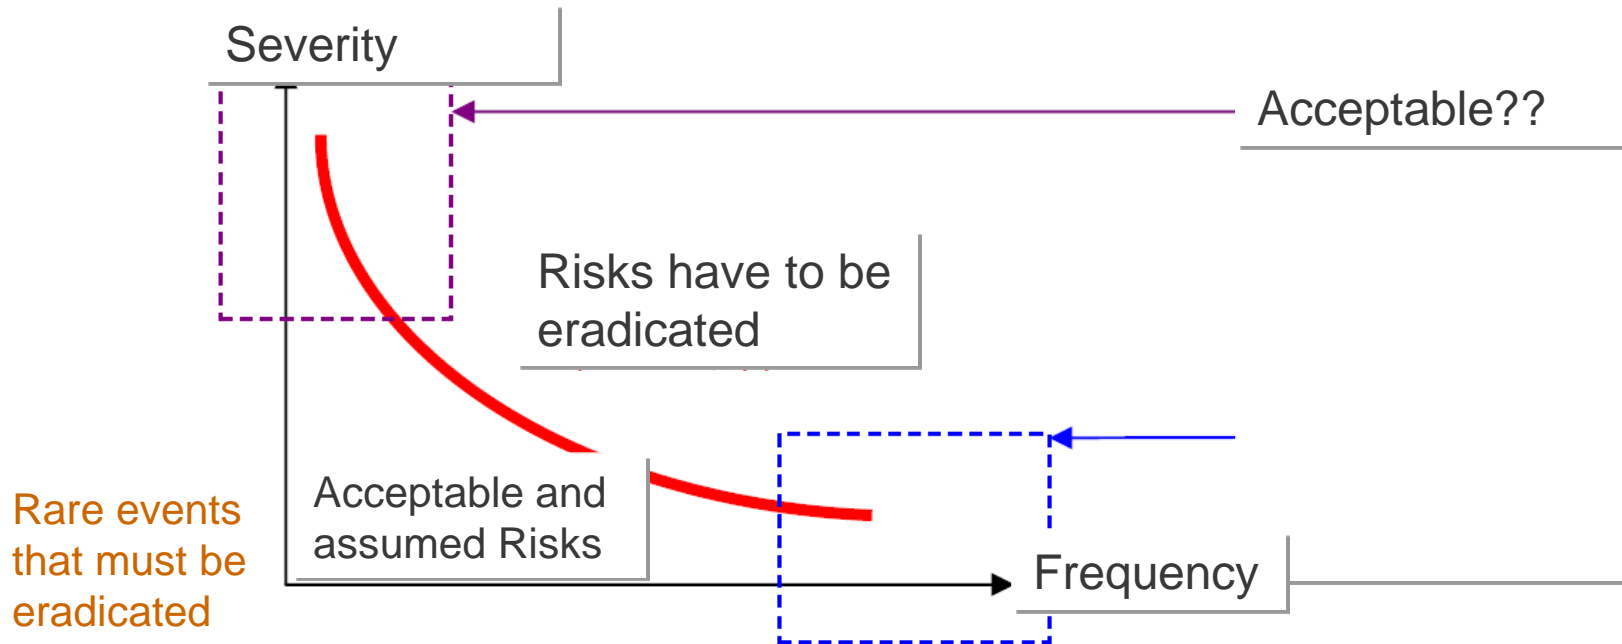 Severity
Acceptable??
Risks have to be
eradicated
Acceptable and
assumed Risks
Rare events
that must be
eradicated
Frequency